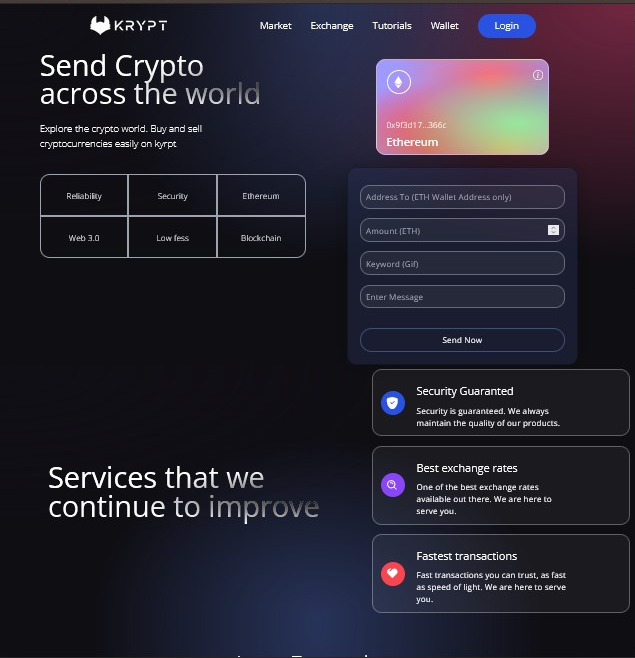 KRYPT
Market Exchange Tutorials Wallet Login
Send Crypto
across the world
Explore the crypto world. Buy and sell
cryptocurrencies easily on kyrpt
Reliability Security Ethereum
Web 3.0 Low fess Blockchain
0x9f3d17...366c
Ethereum
Address To (ETH Wallet Address only)
Amount (ETH)
Keyword (Gif)
Enter Message
Send Now
Services that we
continue to improve
Security Guranted
Security is guaranteed. We always
maintain the quality of our products.
Best exchange rates
One of the best exchange rates
available out there. We are here to
serve you.
Fastest transactions
Fast transactions you can trust, as fast
as speed of light. We are here to serve
you.